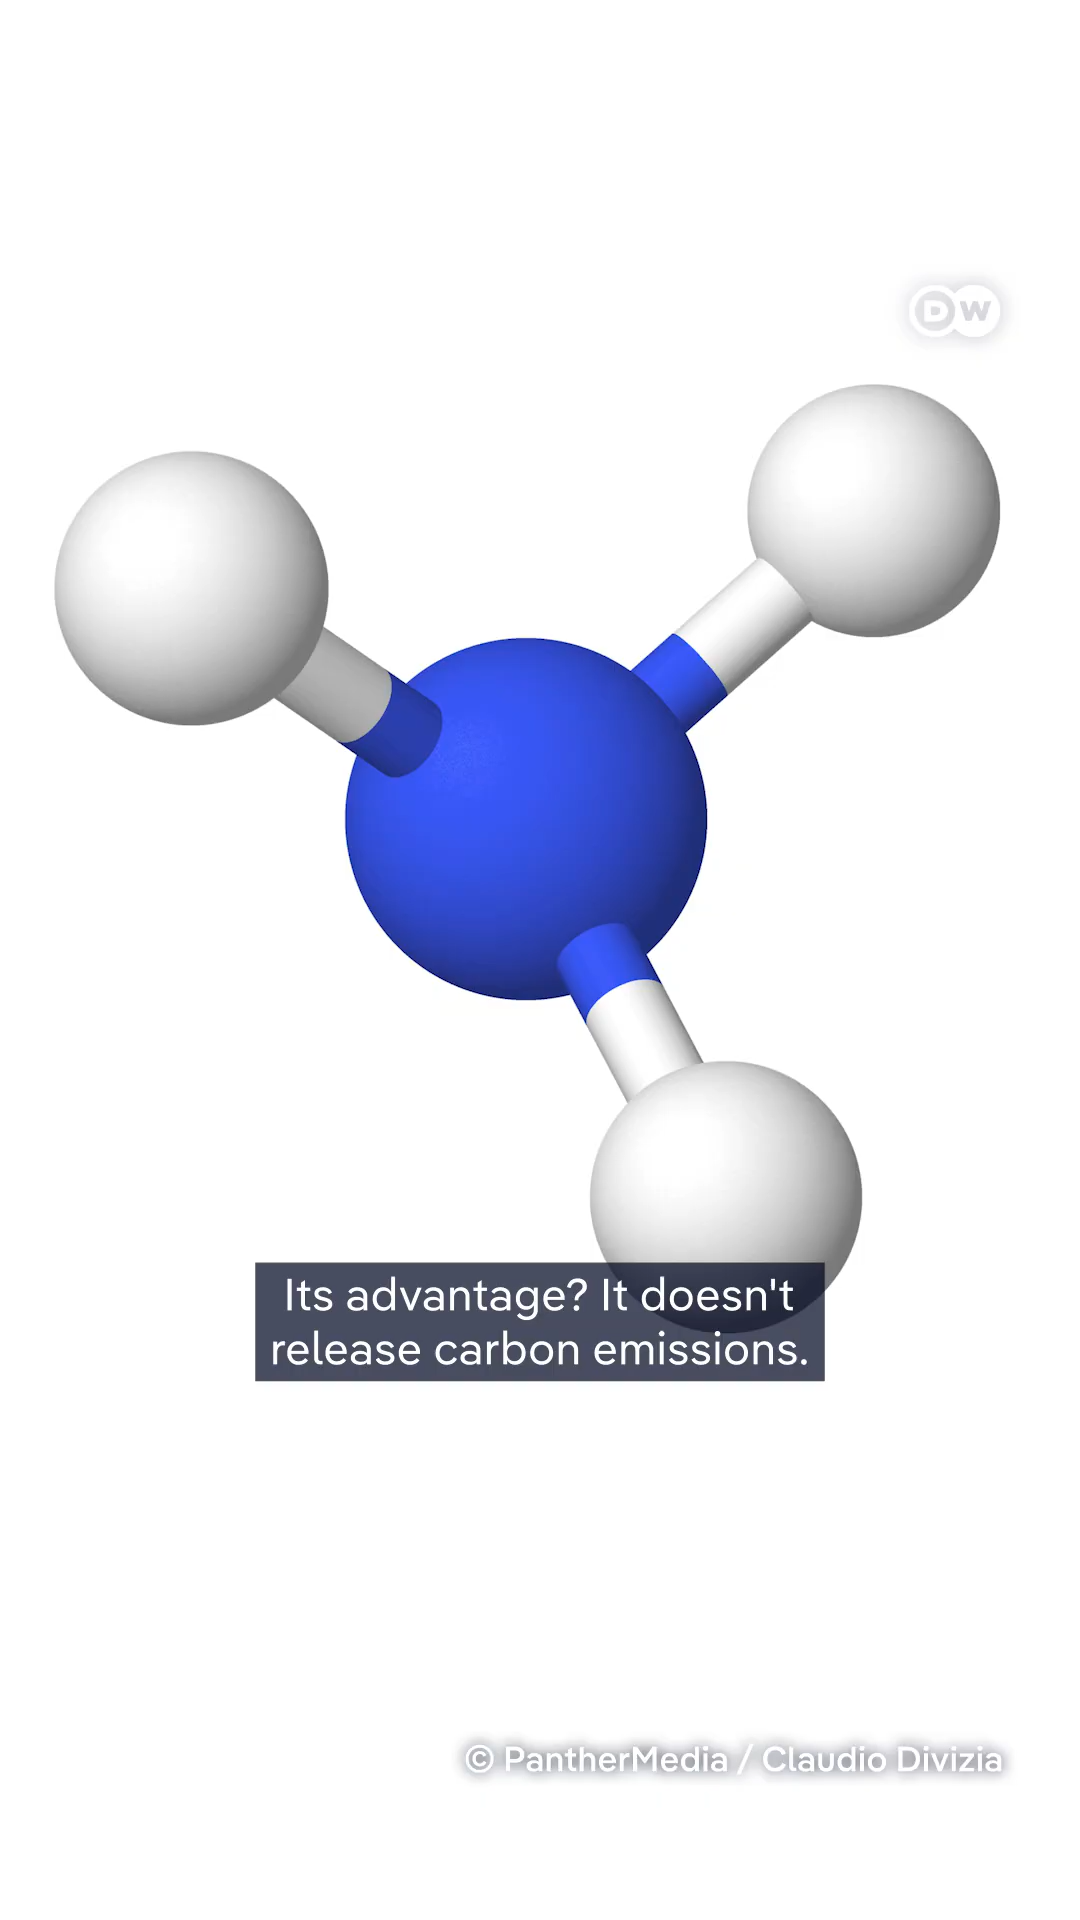 DW
Its advantage? It doesn't
release carbon emissions.
© PantherMedia / Claudio Divizia